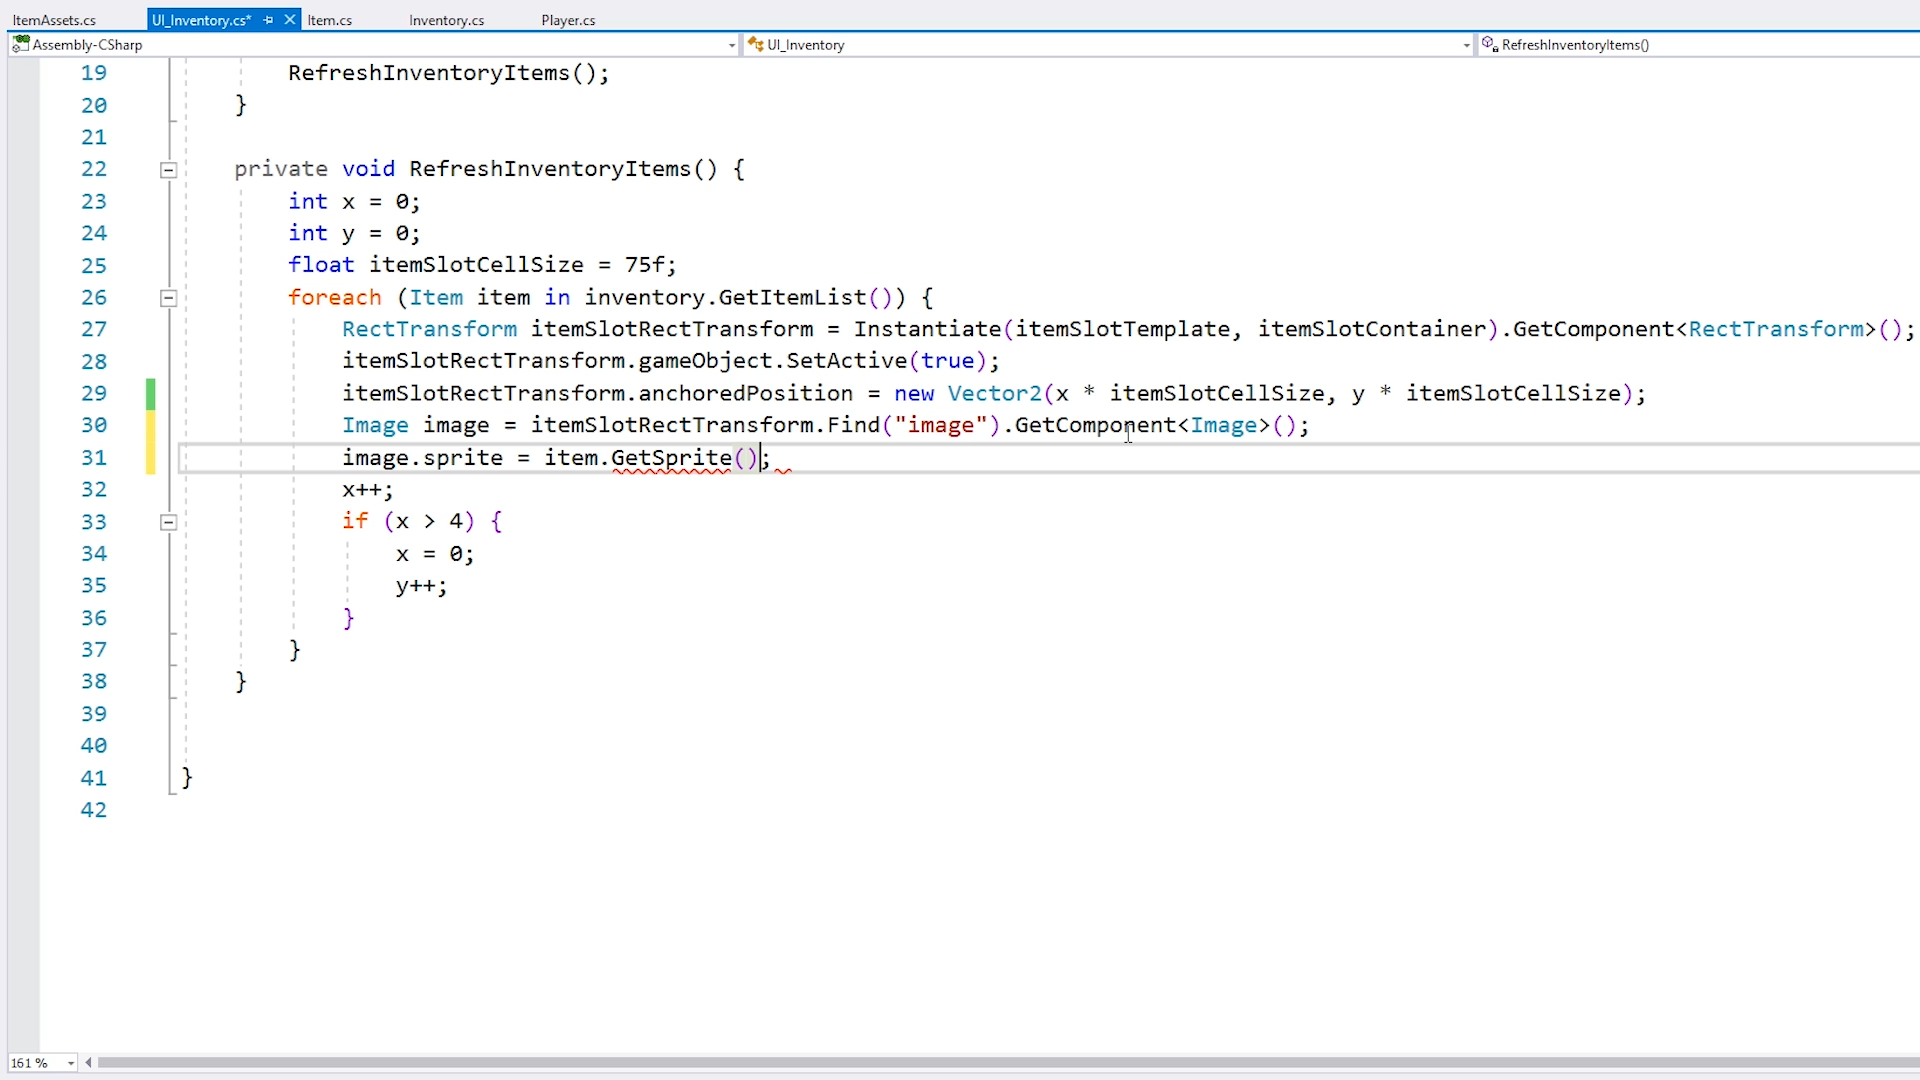 ItemAssets.cs UI_Inventory.cs* Item.cs Inventory.cs Player.cs
Assembly-CSharp UI_Inventory RefreshInventoryItems()
19 RefreshInventoryItems();
20 }
21
22 private void RefreshInventoryItems() {
23 int x = 0;
24 int y = 0;
25 float itemSlotCellSize = 75f;
26 foreach (Item item in inventory.GetItemList()) {
27 RectTransform itemSlotRectTransform = Instantiate(itemSlotTemplate, itemSlotContainer).GetComponent<RectTransform>();
28 itemSlotRectTransform.gameObject.SetActive(true);
29 itemSlotRectTransform.anchoredPosition = new Vector2(x * itemSlotCellSize, y * itemSlotCellSize);
30 Image image = itemSlotRectTransform.Find("image").GetComponent<Image>();
31 image.sprite = item.GetSprite();
32 x++;
33 if (x > 4) {
34 x = 0;
35 y++;
36 }
37 }
38 }
39
40
41 }
42
161 %